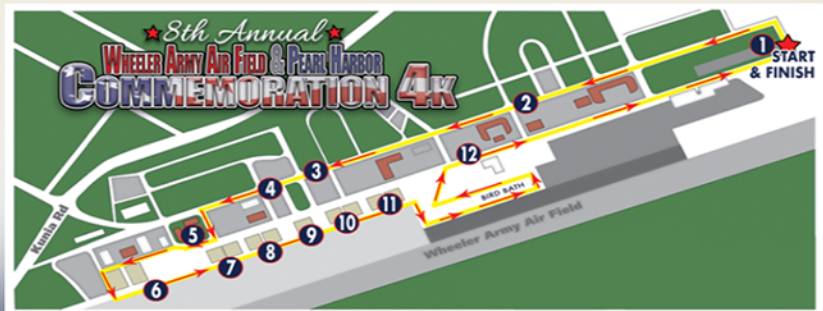 8th Annual
Wheeler Army Air Field & Pearl Harbor
Commemoration 4K
1
START
& FINISH
2
3
4
12
BIRD BATH
11
10
9
8
7
6
5
Kunia Rd
Wheeler Army Air Field